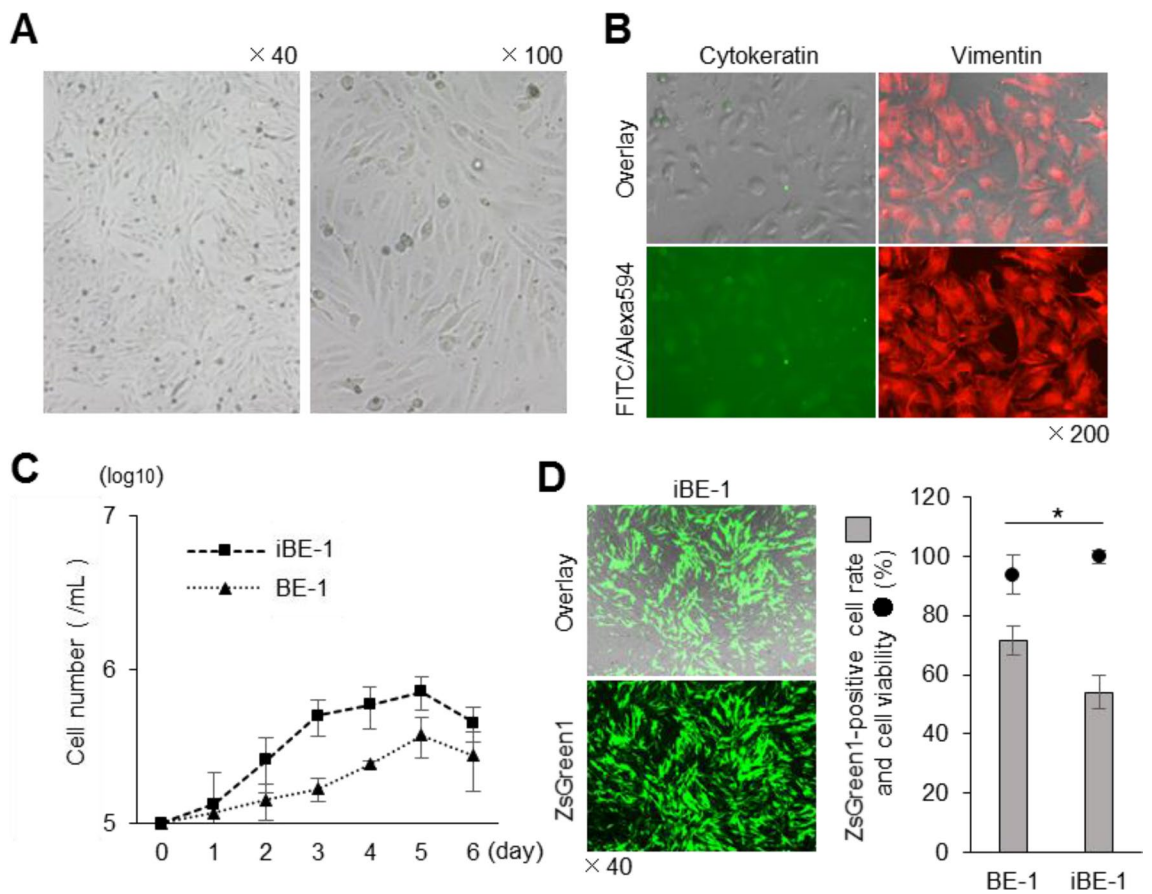 A
× 40
× 100
B
Cytokeratin
Vimentin
Overlay
FITC/Alexa594
× 200
C
(log10)
7
6
5
Cell number ( /mL )
iBE-1
BE-1
0 1 2 3 4 5 6 (day)
D
iBE-1
Overlay
ZsGreen1
× 40
ZsGreen1-positive cell rate
and cell viability (%)
120
100
80
60
40
20
0
*
BE-1 iBE-1